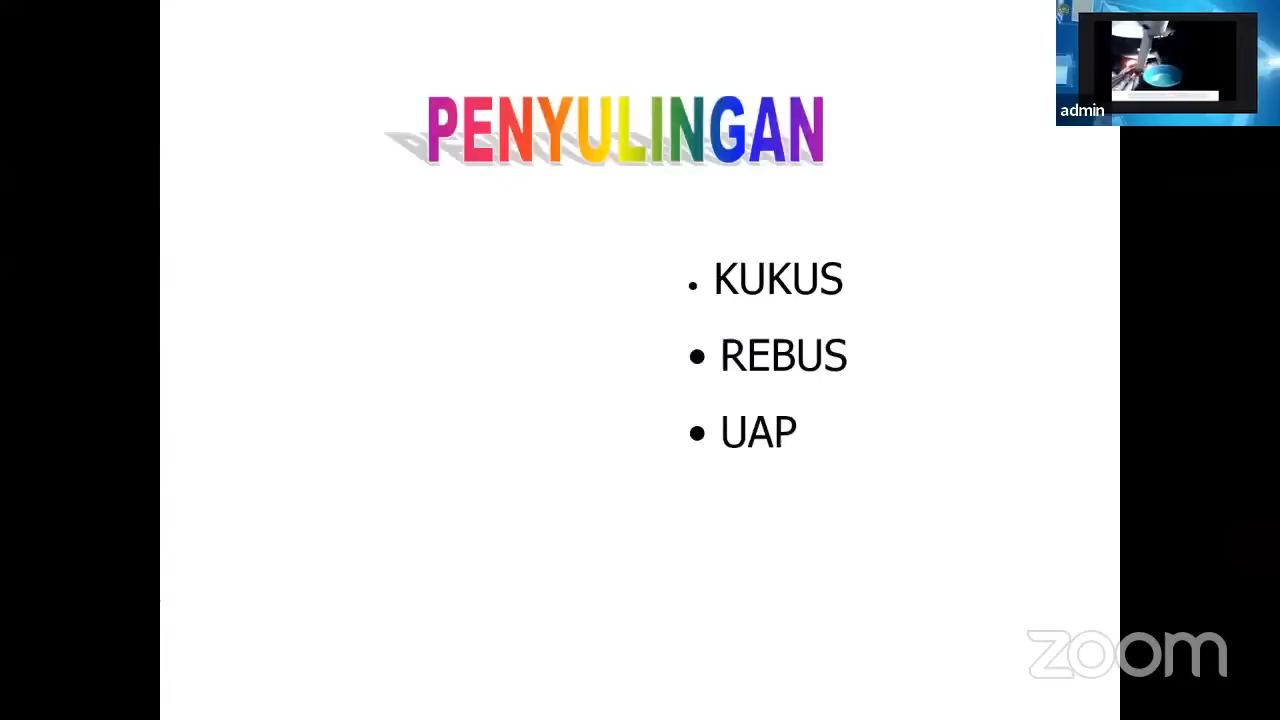 PENYULINGAN
admin
• KUKUS
• REBUS
• UAP
zoom